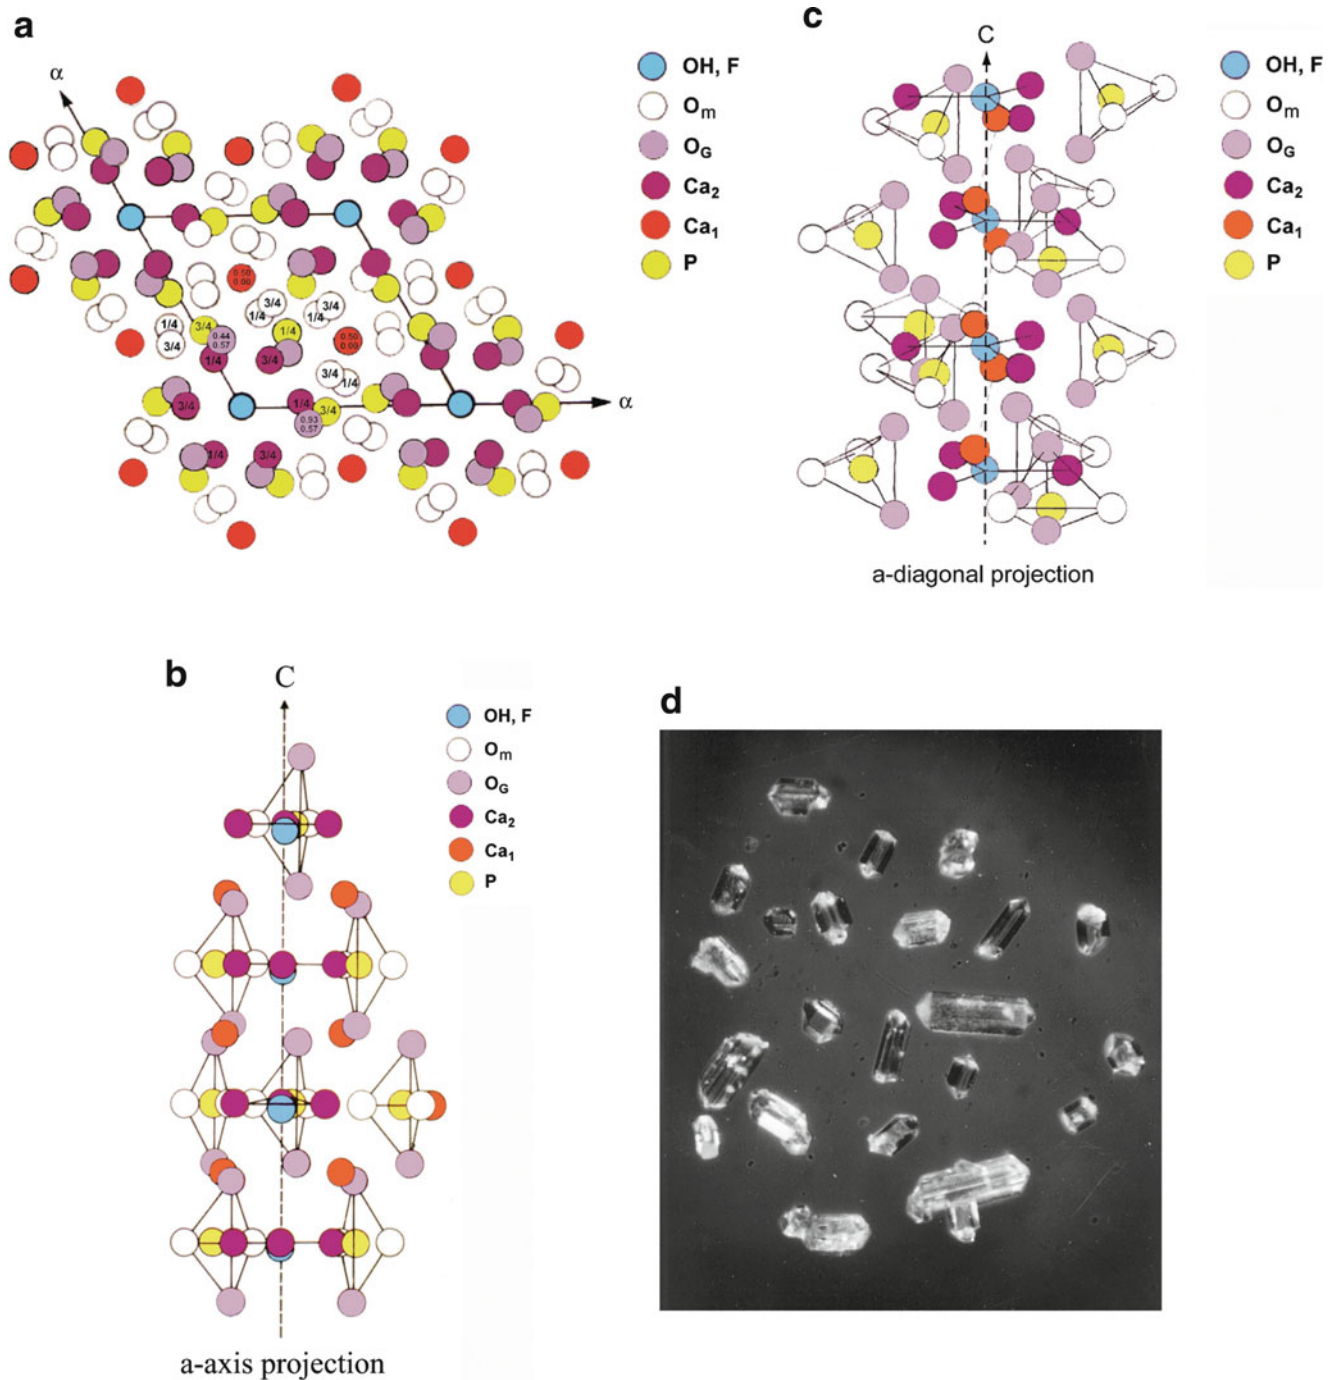 a
α
α
OH, F
Om
OG
Ca2
Ca1
P
0.50
0.00
3/4
1/4
3/4
1/4
1/4
3/4
3/4
0.44
0.57
1/4
1/4
3/4
0.50
0.00
3/4
1/4
3/4
1/4
3/4
0.93
0.57
1/4
3/4
c
C
OH, F
Om
OG
Ca2
Ca1
P
a-diagonal projection
b
C
OH, F
Om
OG
Ca2
Ca1
P
a-axis projection
d